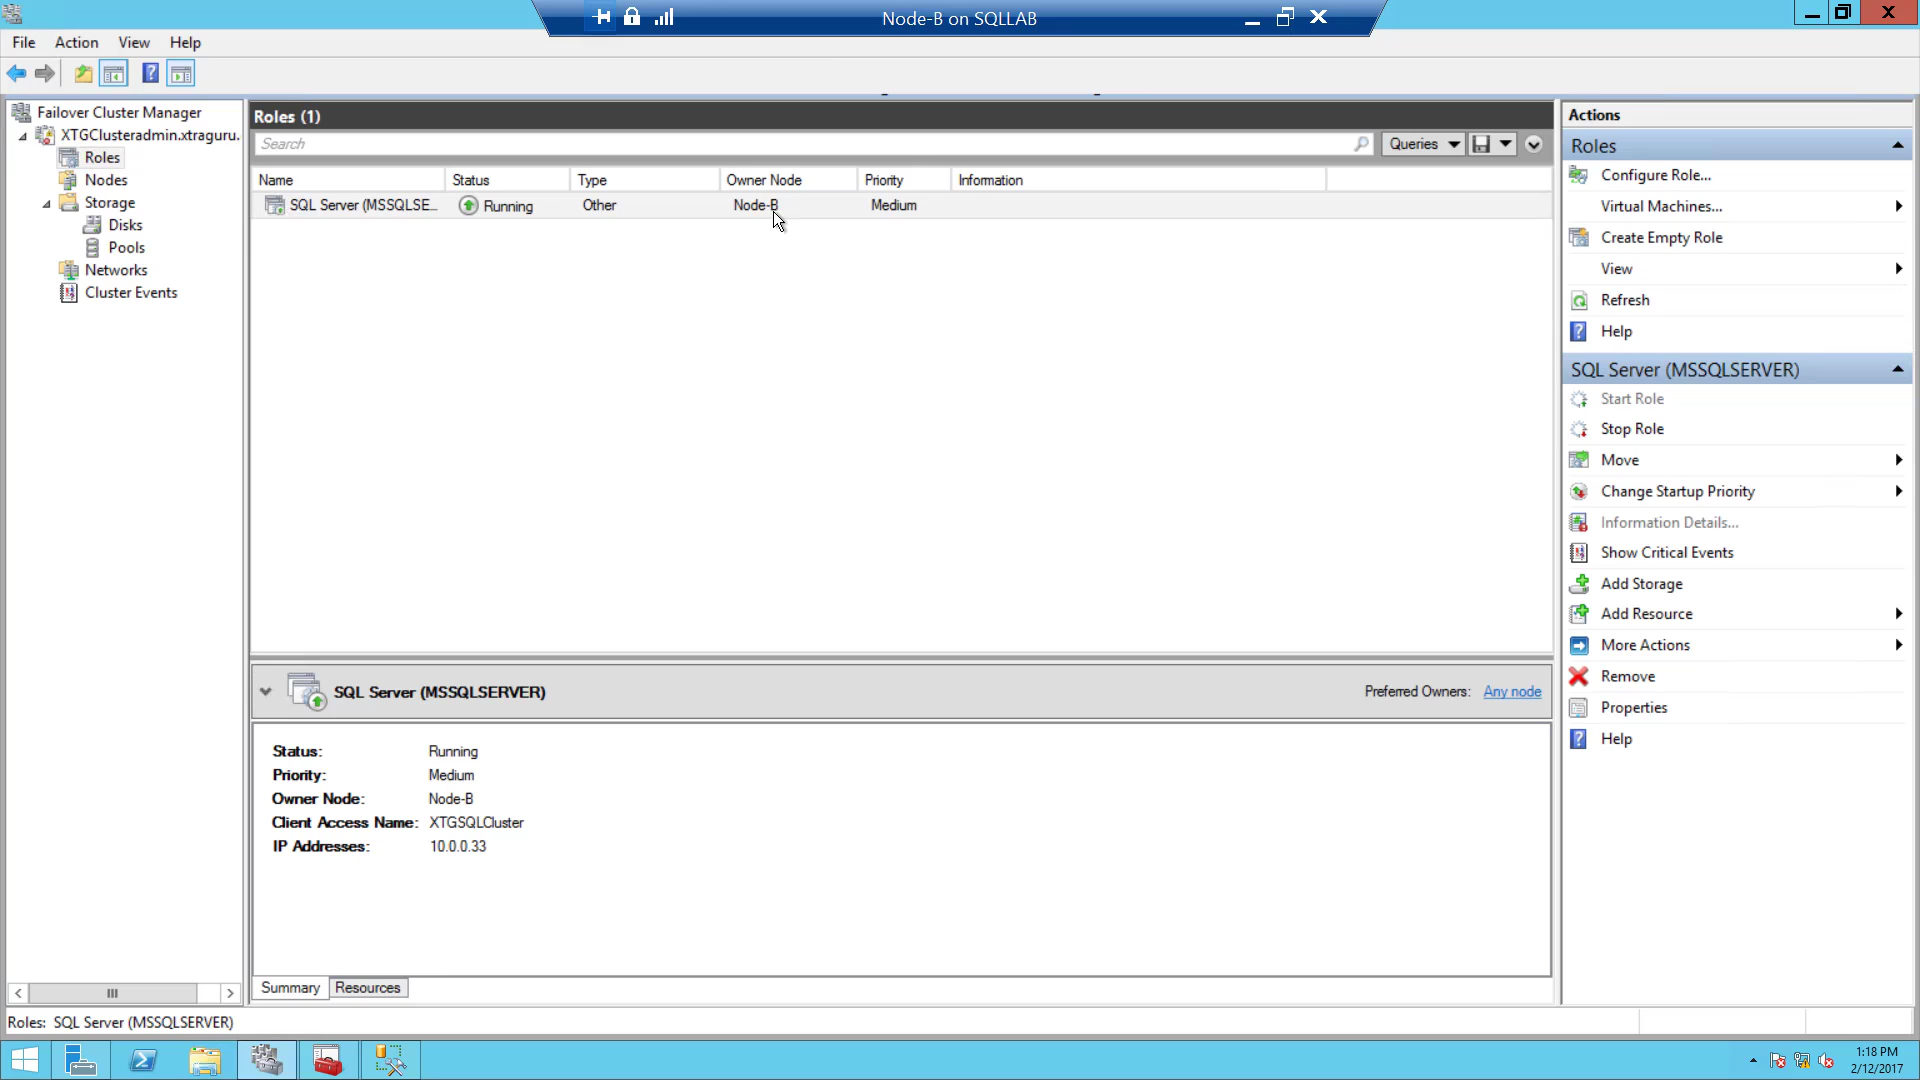 Node-B on SQLLAB
File Action View Help
Failover Cluster Manager
XTGClusteradmin.xtraguru.
Roles
Nodes
Storage
Disks
Pools
Networks
Cluster Events
Roles (1)
Search
Queries
Name Status Type Owner Node Priority Information
SQL Server (MSSQLSE... Running Other Node-B Medium
SQL Server (MSSQLSERVER)
Preferred Owners: Any node
Status: Running
Priority: Medium
Owner Node: Node-B
Client Access Name: XTGSQLCluster
IP Addresses: 10.0.0.33
Summary Resources
Actions
Roles
Configure Role...
Virtual Machines...
Create Empty Role
View
Refresh
Help
SQL Server (MSSQLSERVER)
Start Role
Stop Role
Move
Change Startup Priority
Information Details...
Show Critical Events
Add Storage
Add Resource
More Actions
Remove
Properties
Help
Roles: SQL Server (MSSQLSERVER)
1:18 PM
2/12/2017